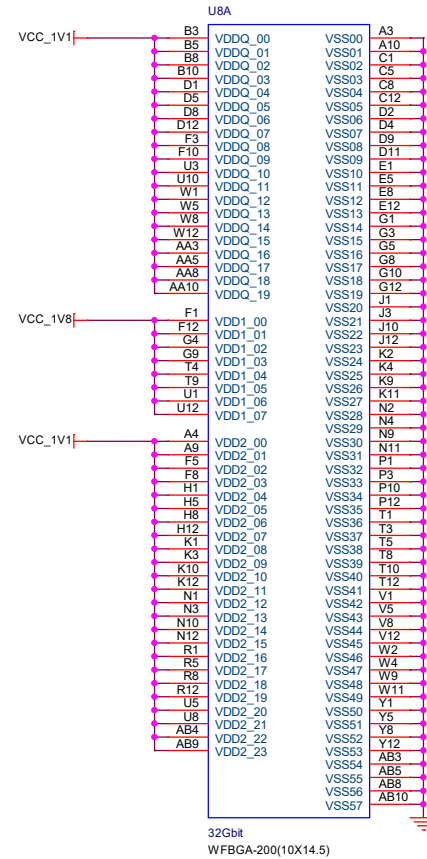 U8A
VCC_1V1 B3 VDDQ_00 VSS00 A3
B5 VDDQ_01 VSS01 A10
B8 VDDQ_02 VSS02 C1
B10 VDDQ_03 VSS03 C5
D1 VDDQ_04 VSS04 C8
D5 VDDQ_05 VSS05 C12
D8 VDDQ_06 VSS06 D2
D12 VDDQ_07 VSS07 D4
F3 VDDQ_08 VSS08 D9
F10 VDDQ_09 VSS09 D11
U3 VDDQ_10 VSS10 E1
U10 VDDQ_11 VSS11 E5
W1 VDDQ_12 VSS12 E8
W5 VDDQ_13 VSS13 E12
W8 VDDQ_14 VSS14 G1
W12 VDDQ_15 VSS15 G3
AA3 VDDQ_16 VSS16 G5
AA5 VDDQ_17 VSS17 G8
AA8 VDDQ_18 VSS18 G10
AA10 VDDQ_19 VSS19 G12
VSS20 J1
VCC_1V8 F1 VDD1_00 VSS21 J3
F12 VDD1_01 VSS22 J10
G4 VDD1_02 VSS23 J12
G9 VDD1_03 VSS24 K2
T4 VDD1_04 VSS25 K4
T9 VDD1_05 VSS26 K9
U1 VDD1_06 VSS27 K11
U12 VDD1_07 VSS28 N2
VSS29 N4
VCC_1V1 A4 VDD2_00 VSS30 N9
A9 VDD2_01 VSS31 N11
F5 VDD2_02 VSS32 P1
F8 VDD2_03 VSS33 P3
H1 VDD2_04 VSS34 P10
H5 VDD2_05 VSS35 P12
H8 VDD2_06 VSS36 T1
H12 VDD2_07 VSS37 T3
K1 VDD2_08 VSS38 T5
K3 VDD2_09 VSS39 T8
K10 VDD2_10 VSS40 T10
K12 VDD2_11 VSS41 T12
N1 VDD2_12 VSS42 V1
N3 VDD2_13 VSS43 V5
N10 VDD2_14 VSS44 V8
N12 VDD2_15 VSS45 V12
R1 VDD2_16 VSS46 W2
R5 VDD2_17 VSS47 W4
R8 VDD2_18 VSS48 W9
R12 VDD2_19 VSS49 W11
U5 VDD2_20 VSS50 Y1
U8 VDD2_21 VSS51 Y5
AB4 VDD2_22 VSS52 Y8
AB9 VDD2_23 VSS53 Y12
VSS54 AB3
VSS55 AB5
VSS56 AB8
VSS57 AB10
32Gbit
WFBGA-200(10X14.5)